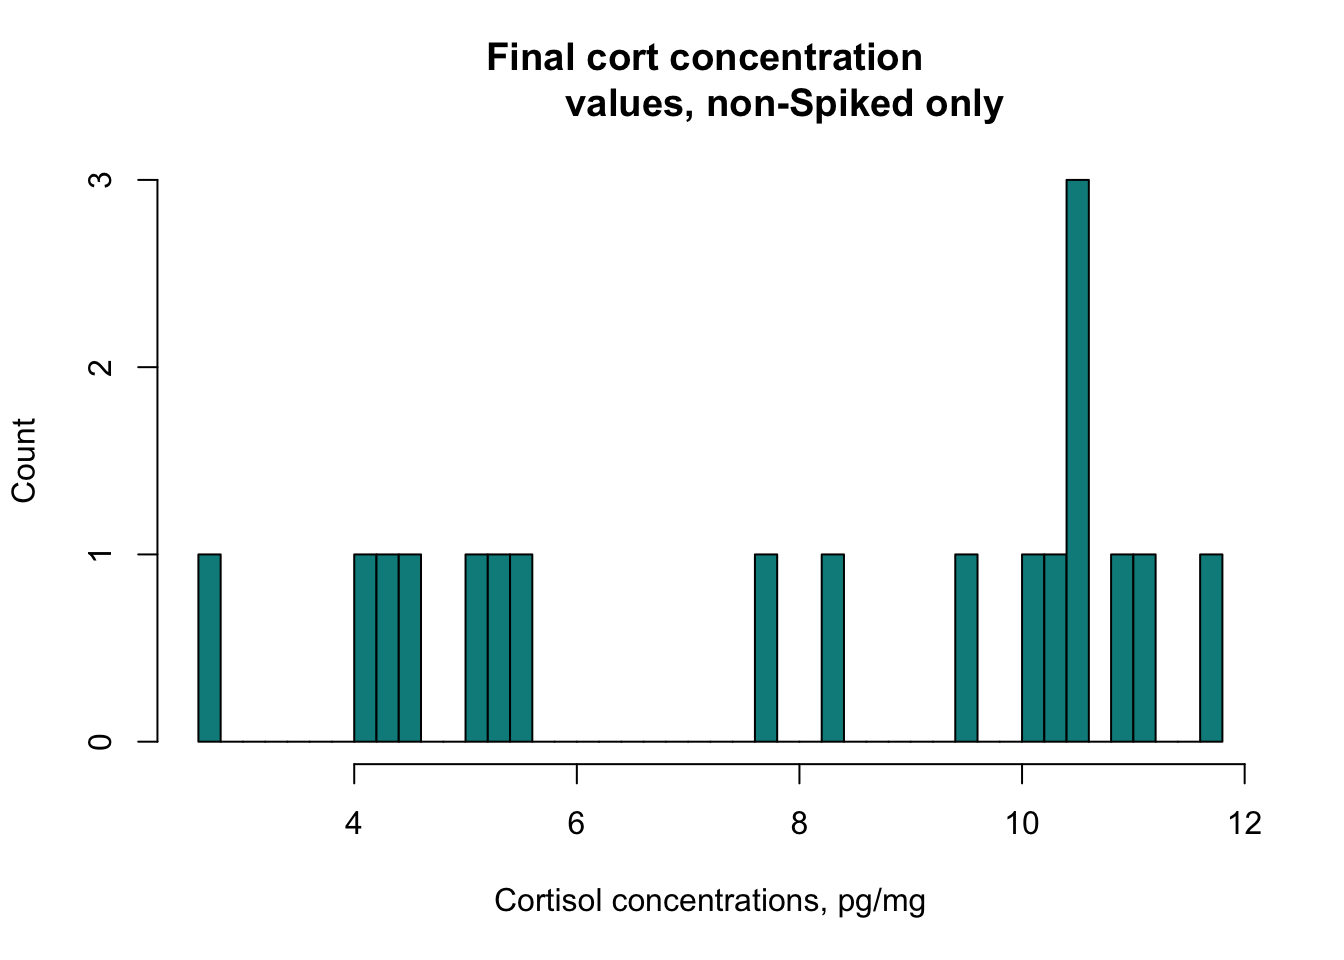 Final cort concentration
values, non-Spiked only
3
2
1
0
Count
4 6 8 10 12
Cortisol concentrations, pg/mg